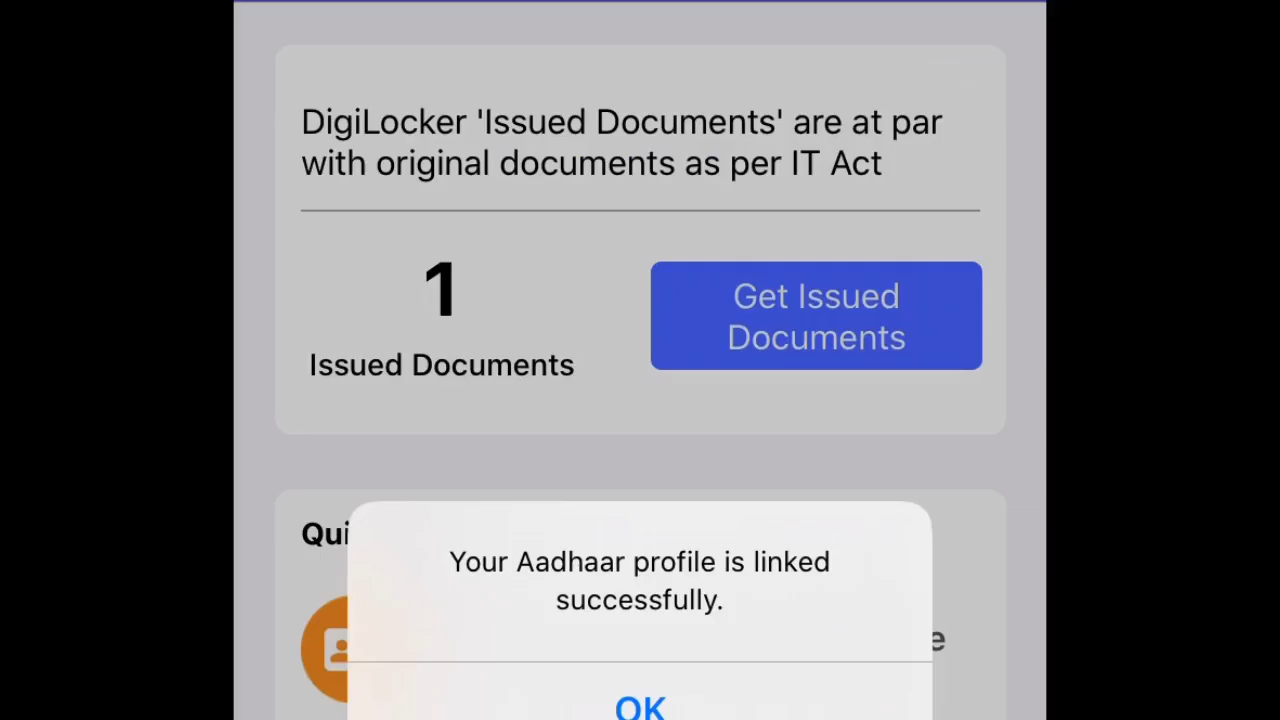 DigiLocker 'Issued Documents' are at par
with original documents as per IT Act
1
Issued Documents
Get Issued
Documents
Your Aadhaar profile is linked
successfully.
OK